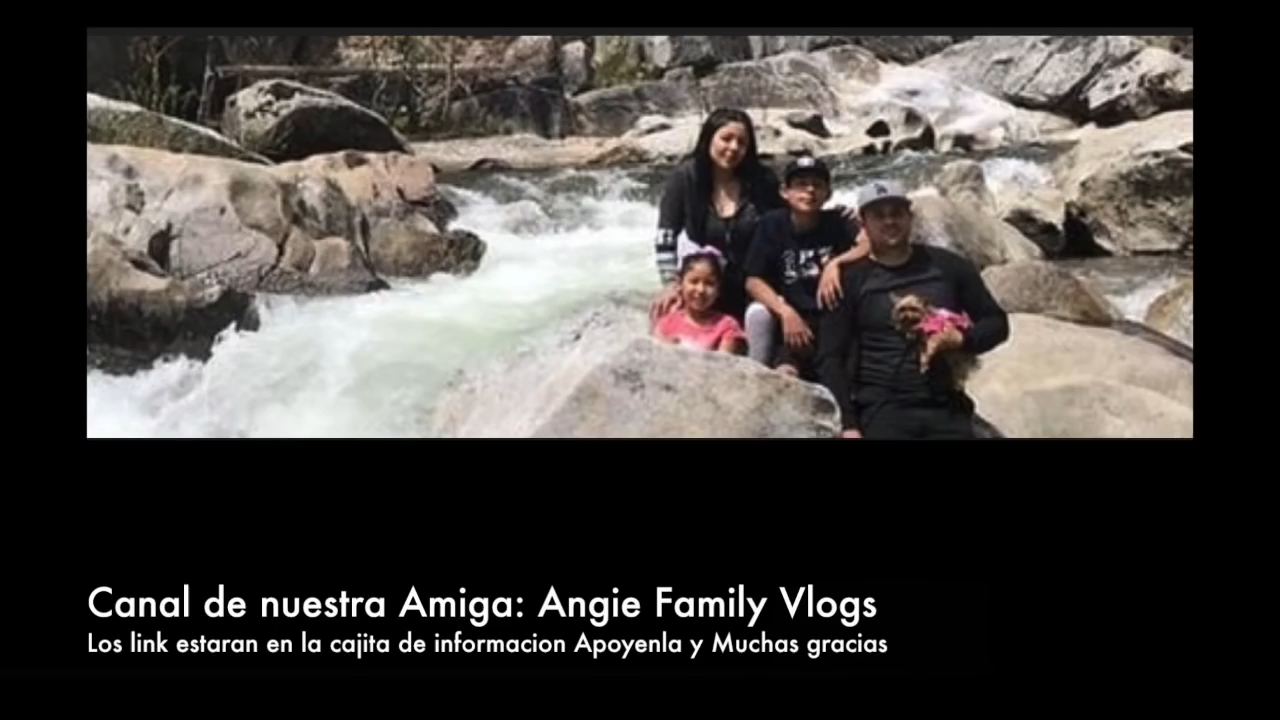 Canal de nuestra Amiga: Angie Family Vlogs
Los link estaran en la cajita de informacion Apoyenla y Muchas gracias